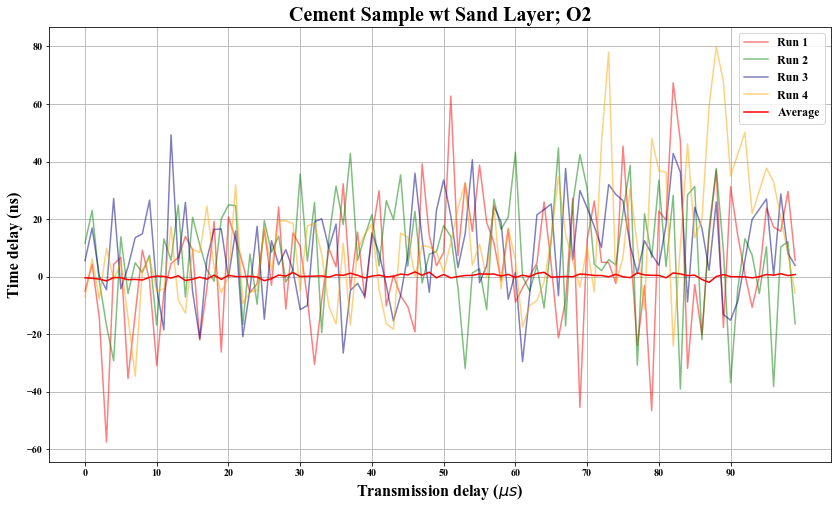 Cement Sample wt Sand Layer; O2
Run 1
Run 2
Run 3
Run 4
Average
Time delay (ns)
80
60
40
20
0
−20
−40
−60
0 10 20 30 40 50 60 70 80 90
Transmission delay (μs)